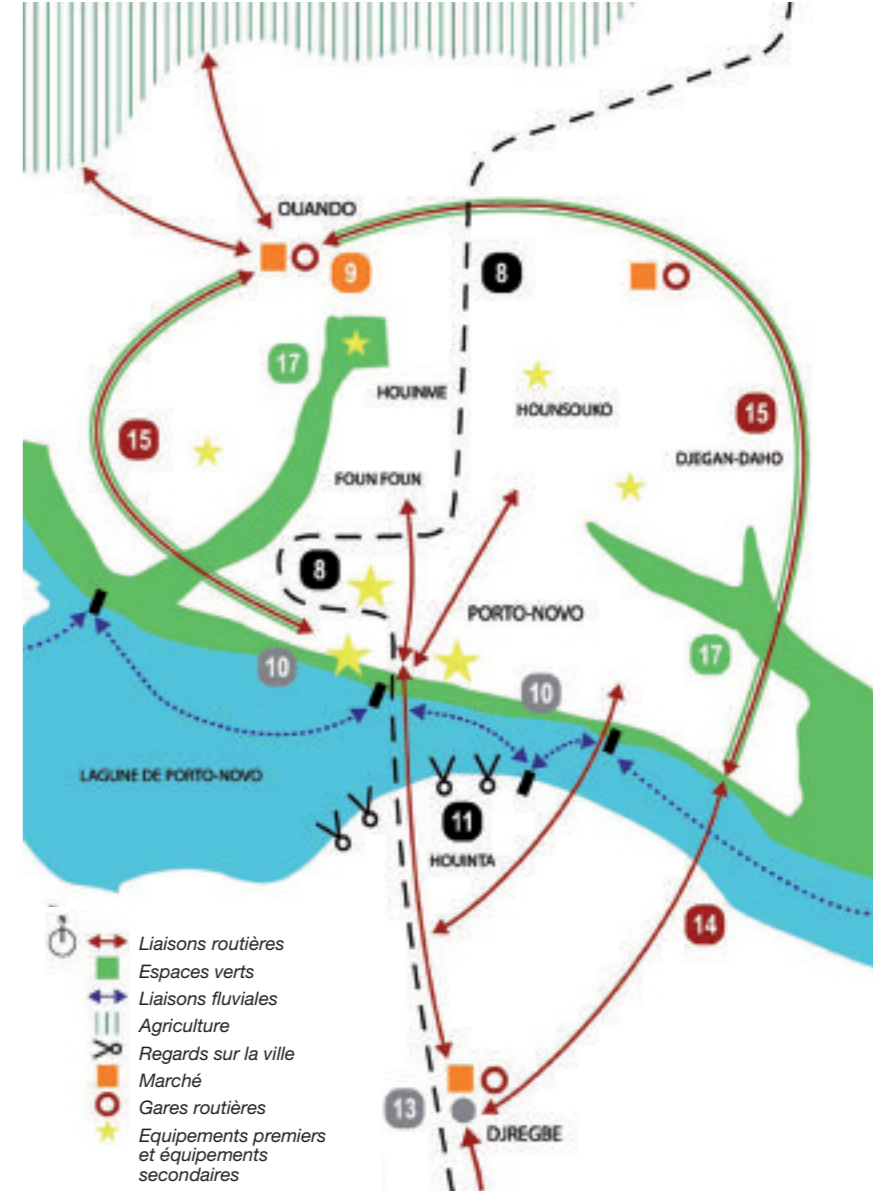 OUANDO
9
8
17
HOUINME
HOUNSOUKO
15
15
DJEGAN-DAHO
FOUN FOUN
8
PORTO-NOVO
17
10
10
LAGUNE DE PORTO-NOVO
11
HOUINTA
14
N
Liaisons routières
Espaces verts
Liaisons fluviales
Agriculture
Regards sur la ville
Marché
Gares routières
Equipements premiers
et équipements
secondaires
13
DJREGBE